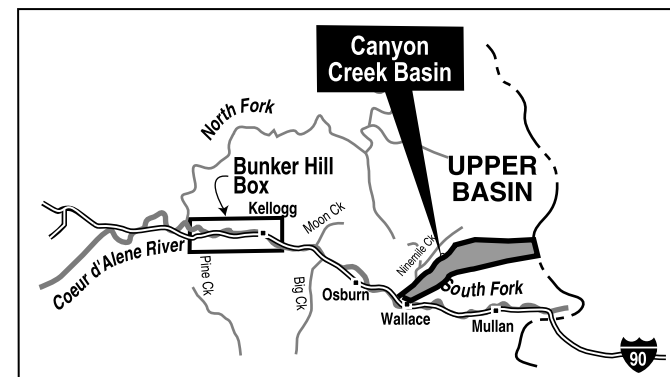 Canyon
Creek Basin
North Fork
UPPER
BASIN
Bunker Hill
Box
Kellogg
Moon Ck
Ninemile Ck
Coeur d'Alene River
Pine Ck
Big Ck
Osburn
South Fork
Wallace
Mullan
90